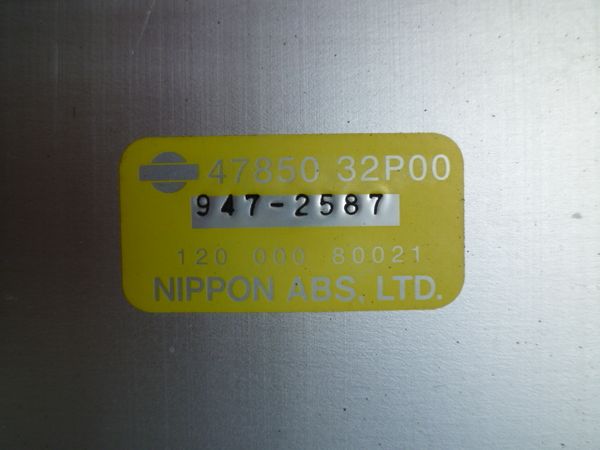 47850 32P00
947-2587
120 000 80021
NIPPON ABS, LTD.